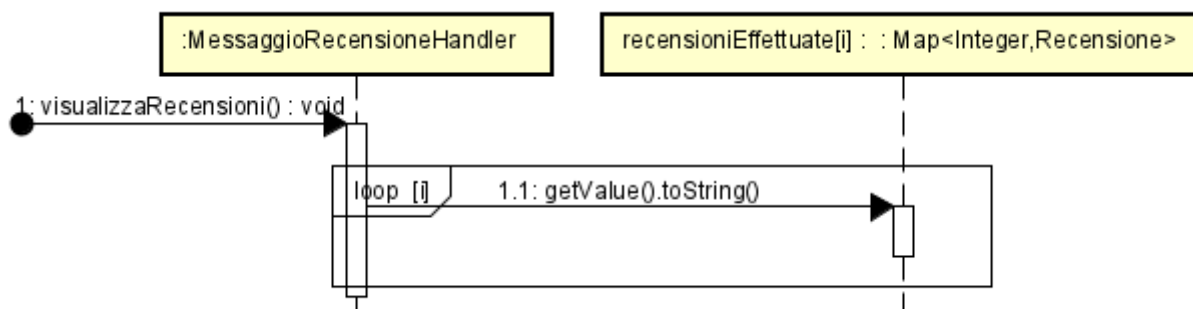 :MessaggioRecensioneHandler
recensioniEffettuate[i] : : Map<Integer,Recensione>
1: visualizzaRecensioni() : void
loop [i]
1.1: getValue().toString()